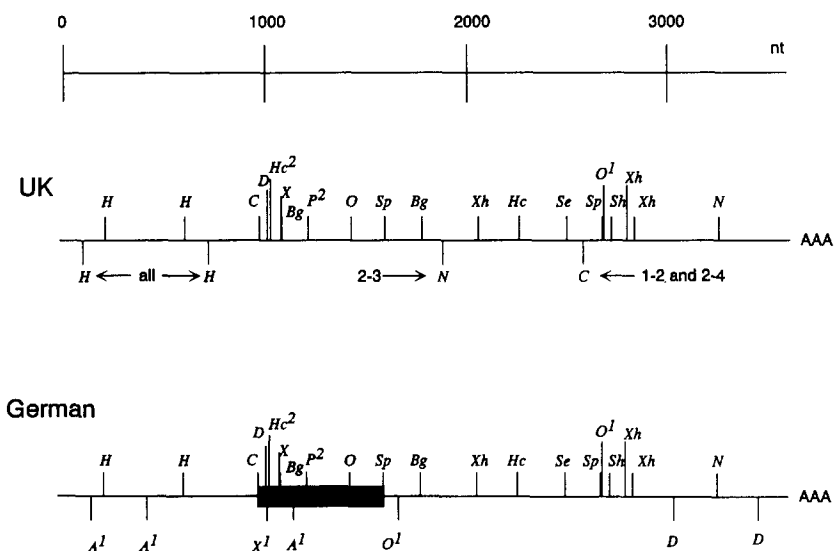 0 1000 2000 3000
nt
UK
D Hc² O¹ Xh
H H C X Bg P² O Sp Bg Xh Hc Se Sp Sh Xh N
AAA
H ← all → H 2-3 → N C ← 1-2 and 2-4
German
D Hc² O¹ Xh
H H C X Bg P² O Sp Bg Xh Hc Se Sp Sh Xh N
AAA
A¹ A¹ X¹ A¹ O¹ D D